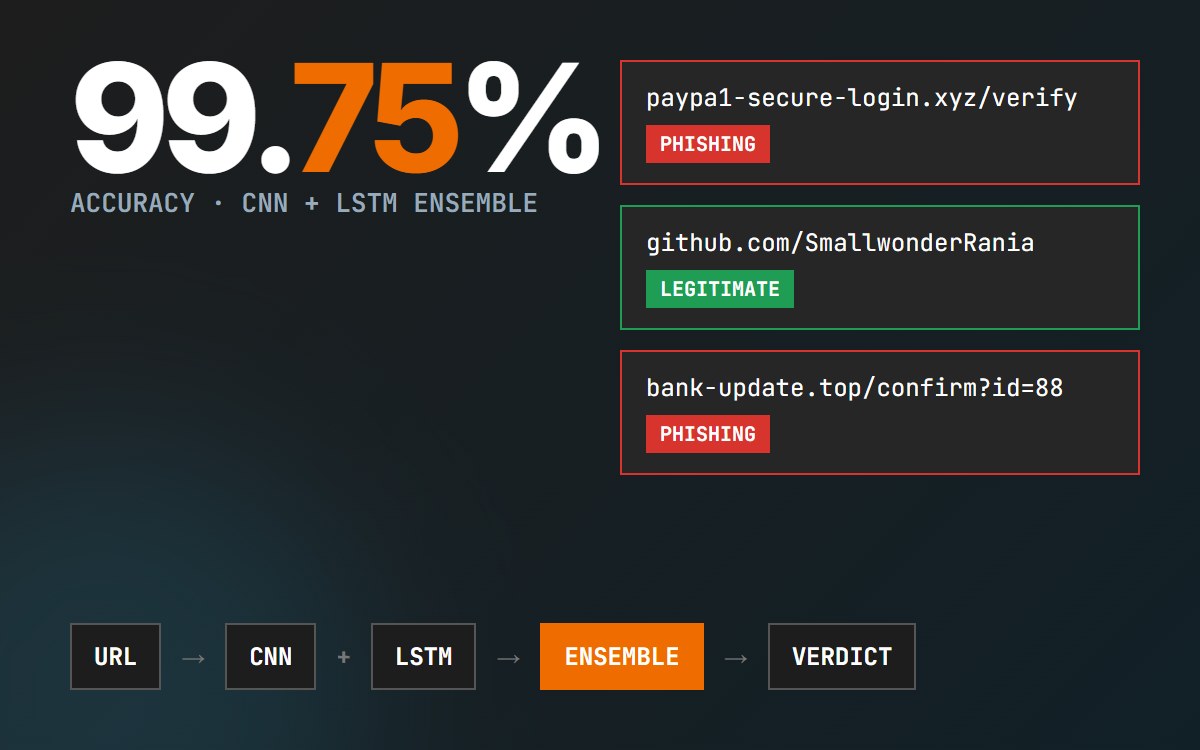 99.75%
ACCURACY · CNN + LSTM ENSEMBLE
paypa1-secure-login.xyz/verify
PHISHING
github.com/SmallwonderRania
LEGITIMATE
bank-update.top/confirm?id=88
PHISHING
URL → CNN + LSTM → ENSEMBLE → VERDICT